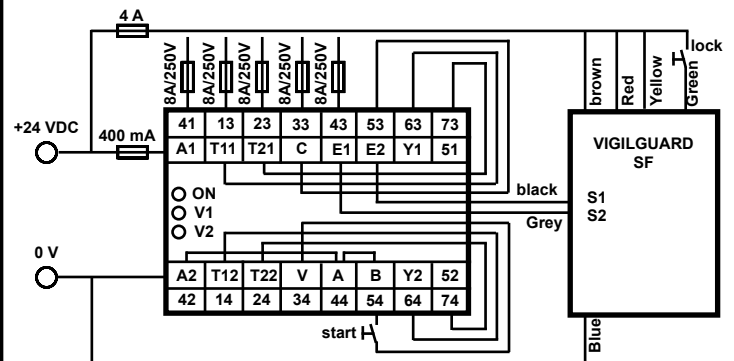 4 A
8A/250V
8A/250V
8A/250V
8A/250V
8A/250V
lock
brown
Red
Yellow
Green
+24 VDC
400 mA
41 13 23 33 43 53 63 73
A1 T11 T21 C E1 E2 Y1 51
VIGILGUARD
SF
ON
V1
V2
black
S1
S2
Grey
0 V
A2 T12 T22 V A B Y2 52
42 14 24 34 44 54 64 74
start
Blue